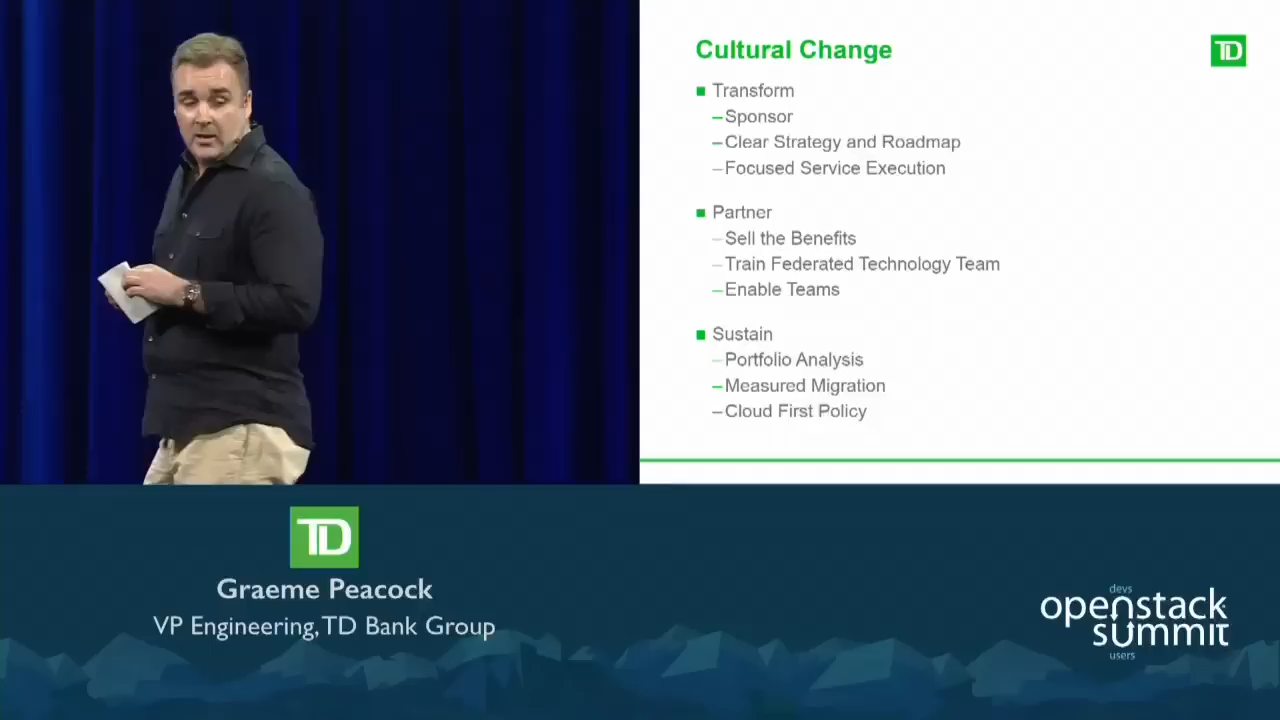 Cultural Change
TD
Transform
–Sponsor
–Clear Strategy and Roadmap
–Focused Service Execution
Partner
–Sell the Benefits
–Train Federated Technology Team
–Enable Teams
Sustain
–Portfolio Analysis
–Measured Migration
–Cloud First Policy
TD
Graeme Peacock
VP Engineering, TD Bank Group
devs
openstack
summit
users